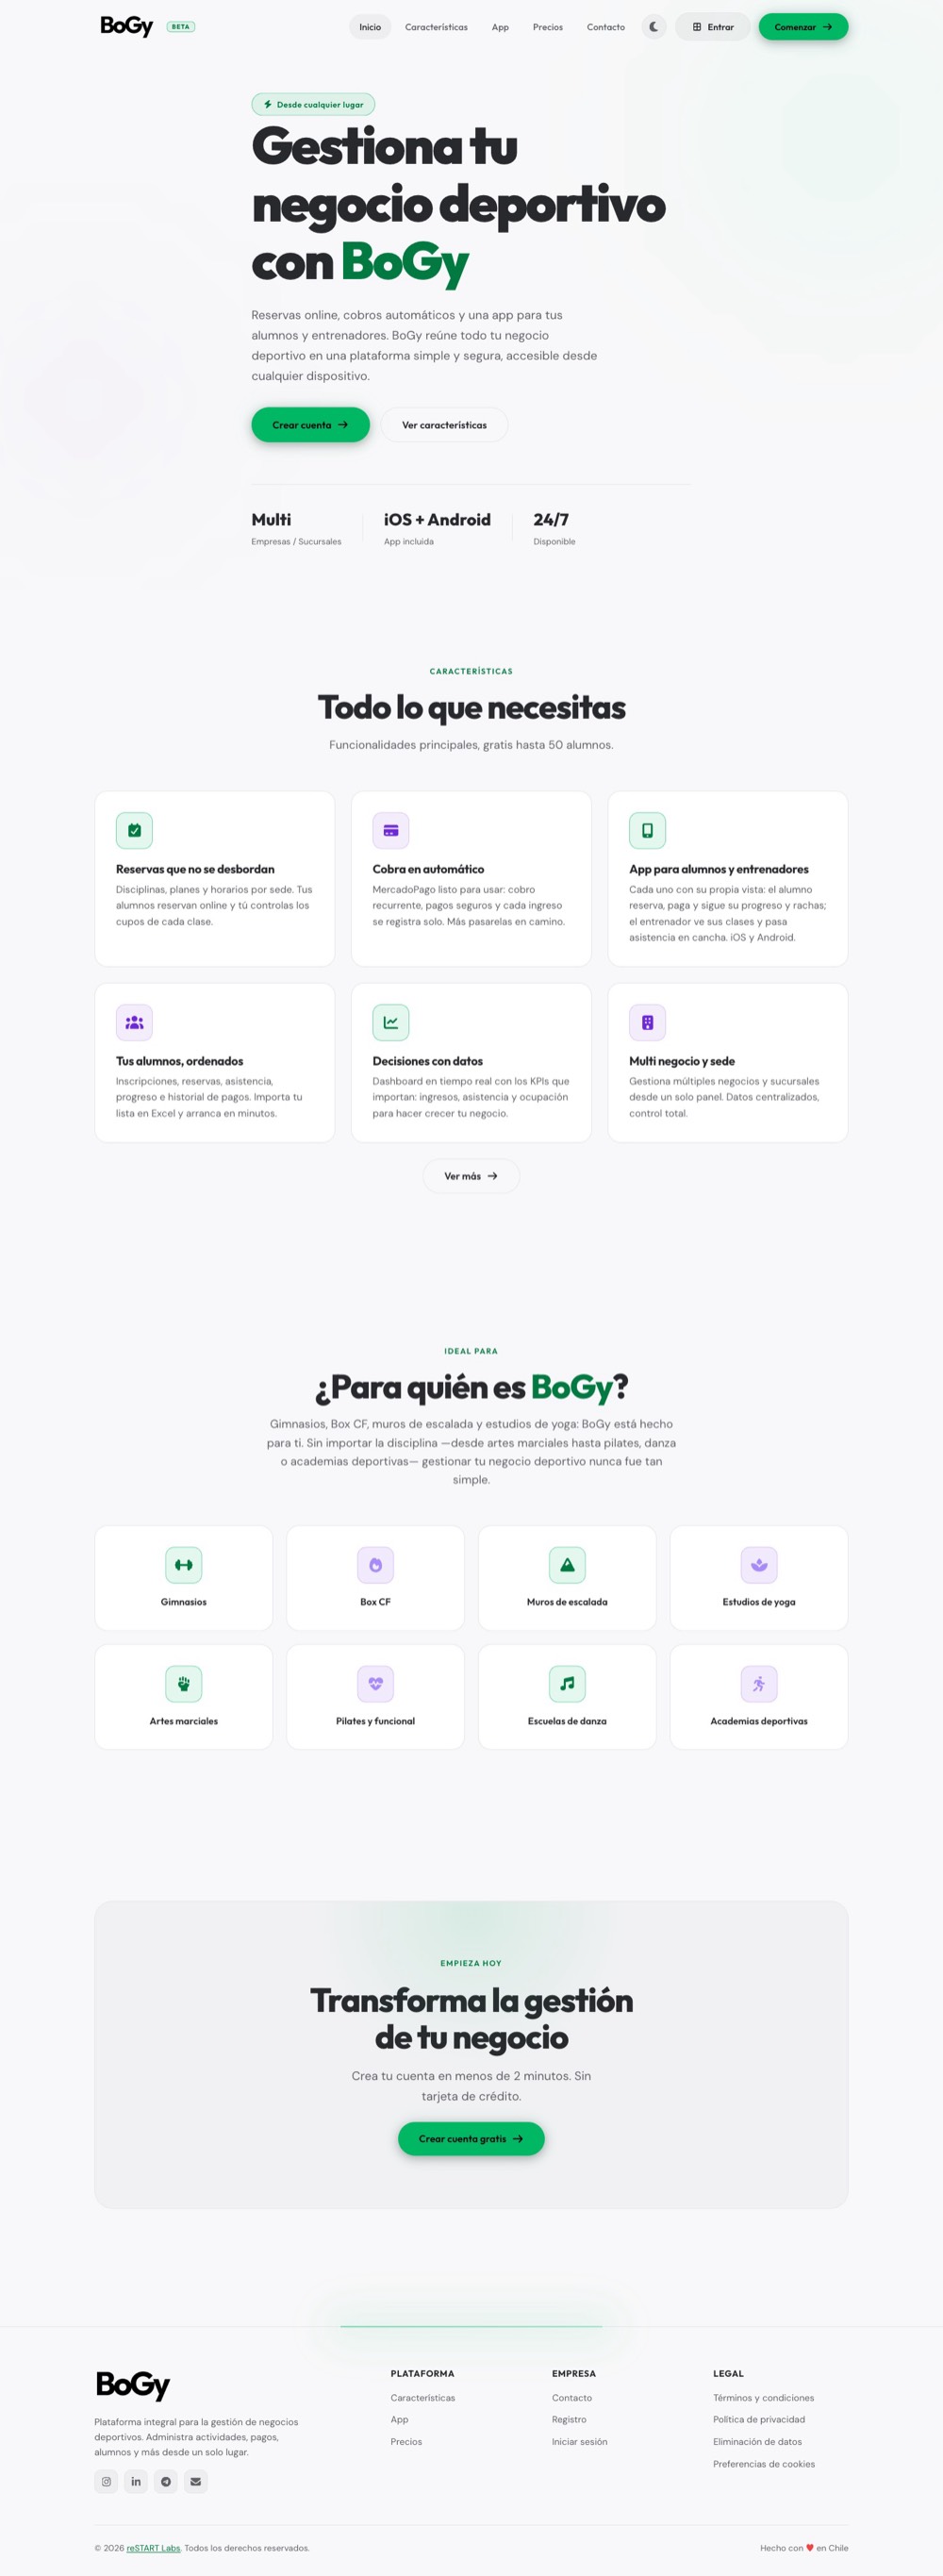 BoGy BETA Inicio Características App Precios Contacto Entrar Comenzar →
Desde cualquier lugar
Gestiona tu
negocio deportivo
con BoGy
Reservas online, cobros automáticos y una app para tus
alumnos y entrenadores. BoGy reúne todo tu negocio
deportivo en una plataforma simple y segura, accesible desde
cualquier dispositivo.
Crear cuenta → Ver características
Multi iOS + Android 24/7
Empresas / Sucursales App incluida Disponible
CARACTERÍSTICAS
Todo lo que necesitas
Funcionalidades principales, gratis hasta 50 alumnos.
Reservas que no se desbordan
Disciplinas, planes y horarios por sede. Tus
alumnos reservan online y tú controlas los
cupos de cada clase.
Cobra en automático
MercadoPago listo para usar: cobro
recurrente, pagos seguros y cada ingreso
se registra solo. Más pasarelas en camino.
App para alumnos y entrenadores
Cada uno con su propia vista: el alumno
reserva, paga y sigue su progreso y rachas;
el entrenador ve sus clases y pasa
asistencia en cancha. iOS y Android.
Tus alumnos, ordenados
Inscripciones, reservas, asistencia,
progreso e historial de pagos. Importa tu
lista en Excel y arranca en minutos.
Decisiones con datos
Dashboard en tiempo real con los KPIs que
importan: ingresos, asistencia y ocupación
para hacer crecer tu negocio.
Multi negocio y sede
Gestiona múltiples negocios y sucursales
desde un solo panel. Datos centralizados,
control total.
Ver más →
IDEAL PARA
¿Para quién es BoGy?
Gimnasios, Box CF, muros de escalada y estudios de yoga: BoGy está hecho
para ti. Sin importar la disciplina —desde artes marciales hasta pilates, danza
o academias deportivas— gestionar tu negocio deportivo nunca fue tan
simple.
Gimnasios Box CF Muros de escalada Estudios de yoga
Artes marciales Pilates y funcional Escuelas de danza Academias deportivas
EMPIEZA HOY
Transforma la gestión
de tu negocio
Crea tu cuenta en menos de 2 minutos. Sin
tarjeta de crédito.
Crear cuenta gratis →
BoGy
Plataforma integral para la gestión de negocios
deportivos. Administra actividades, pagos,
alumnos y más desde un solo lugar.
PLATAFORMA
Características
App
Precios
EMPRESA
Contacto
Registro
Iniciar sesión
LEGAL
Términos y condiciones
Política de privacidad
Eliminación de datos
Preferencias de cookies
© 2026 reSTART Labs. Todos los derechos reservados. Hecho con ♥ en Chile